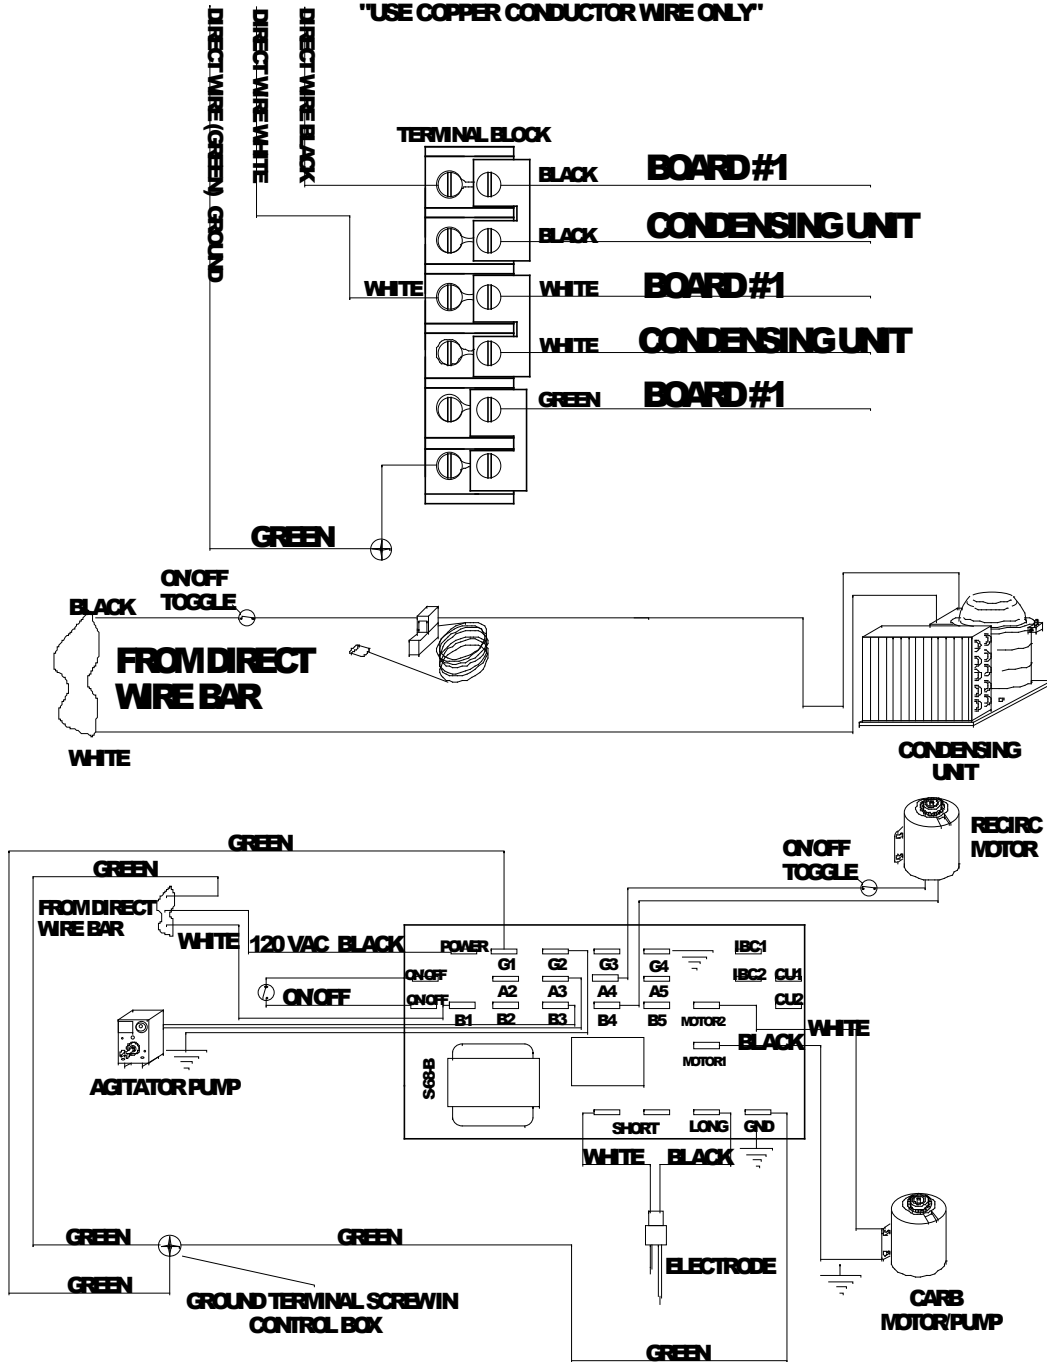 "USE COPPER CONDUCTOR WIRE ONLY"
DIRECT WIRE (GREEN) GROUND
DIRECT WIRE WHITE
DIRECT WIRE BLACK
TERMINAL BLOCK
BLACK BOARD #1
BLACK CONDENSING UNIT
WHITE WHITE BOARD #1
WHITE CONDENSING UNIT
GREEN BOARD #1
GREEN
ON/OFF
TOGGLE
BLACK
FROM DIRECT
WIRE BAR
WHITE
CONDENSING
UNIT
RECIRC
MOTOR
ON/OFF
TOGGLE
GREEN
GREEN
FROM DIRECT
WIRE BAR
WHITE 120 VAC BLACK
POWER G1 G2 G3 G4 IBC1
ON/OFF A2 A3 A4 A5 IBC2 CU1
ON/OFF
ON/OFF B1 B2 B3 B4 B5 MOTOR2 CU2
WHITE
BLACK
MOTOR1
S-68-B
AGITATOR PUMP
SHORT LONG GND
WHITE BLACK
ELECTRODE
GREEN GREEN
GREEN
GROUND TERMINAL SCREW IN
CONTROL BOX
CARB
MOTOR/PUMP
GREEN